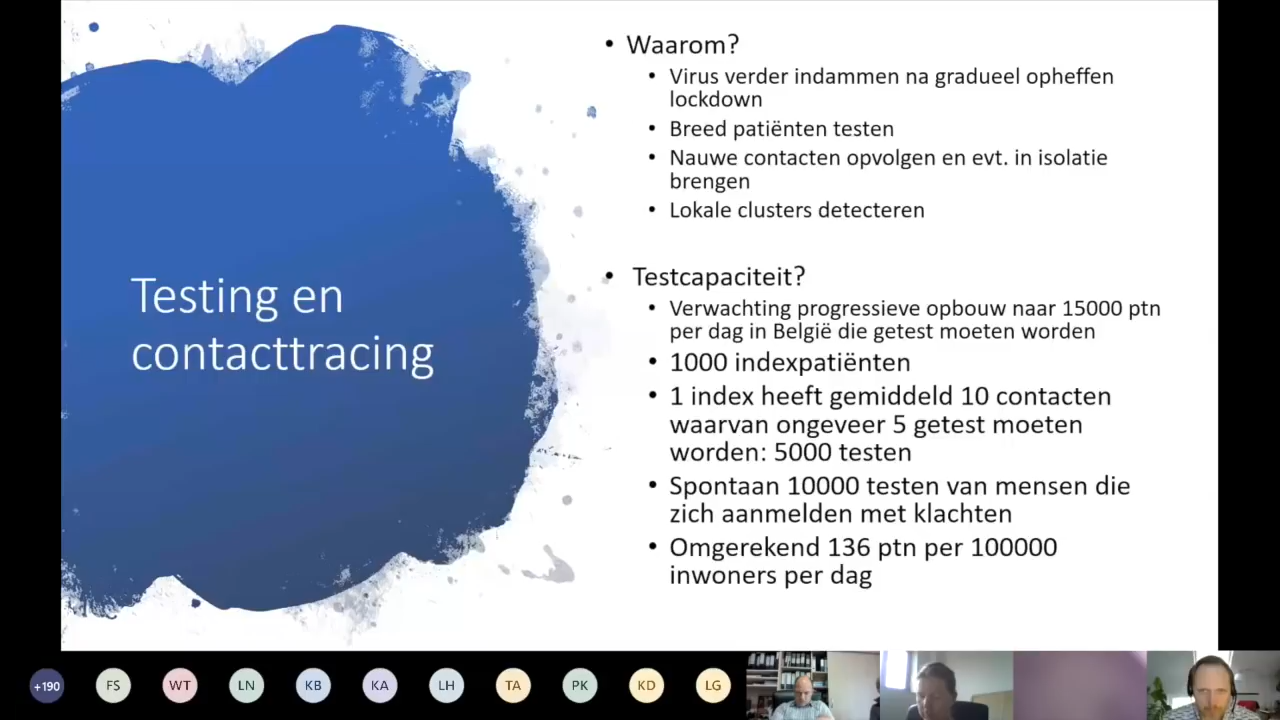 Testing en
contacttracing
• Waarom?
• Virus verder indammen na gradueel opheffen
lockdown
• Breed patiënten testen
• Nauwe contacten opvolgen en evt. in isolatie
brengen
• Lokale clusters detecteren
• Testcapaciteit?
• Verwachting progressieve opbouw naar 15000 ptn
per dag in België die getest moeten worden
• 1000 indexpatiënten
• 1 index heeft gemiddeld 10 contacten
waarvan ongeveer 5 getest moeten
worden: 5000 testen
• Spontaan 10000 testen van mensen die
zich aanmelden met klachten
• Omgerekend 136 ptn per 100000
inwoners per dag
+190 FS WT LN KB KA LH TA PK KD LG